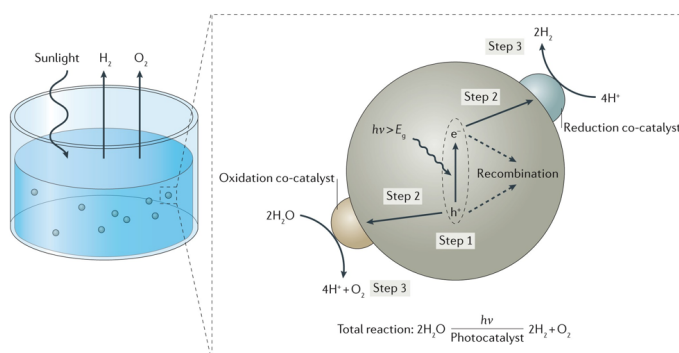 Sunlight
H₂
O₂
2H₂
Step 3
4H⁺
Reduction co-catalyst
Step 2
e⁻
hν > E_g
Recombination
Oxidation co-catalyst
Step 2
h⁺
2H₂O
Step 1
4H⁺ + O₂
Step 3
Total reaction: 2H₂O hν Photocatalyst 2H₂ + O₂